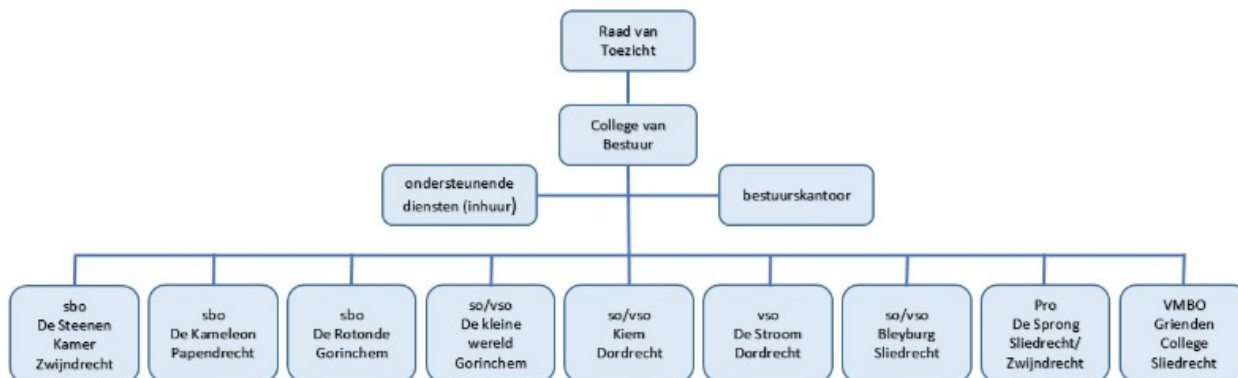 Raad van
Toezicht
College van
Bestuur
ondersteunende
diensten (inhuur)
bestuurskantoor
sbo
De Steenen
Kamer
Zwijndrecht
sbo
De Kameleon
Papendrecht
sbo
De Rotonde
Gorinchem
so/vso
De kleine
wereld
Gorinchem
so/vso
Kiem
Dordrecht
vso
De Stroom
Dordrecht
so/vso
Bleyburg
Sliedrecht
Pro
De Sprong
Sliedrecht/
Zwijndrecht
VMBO
Grienden
College
Sliedrecht